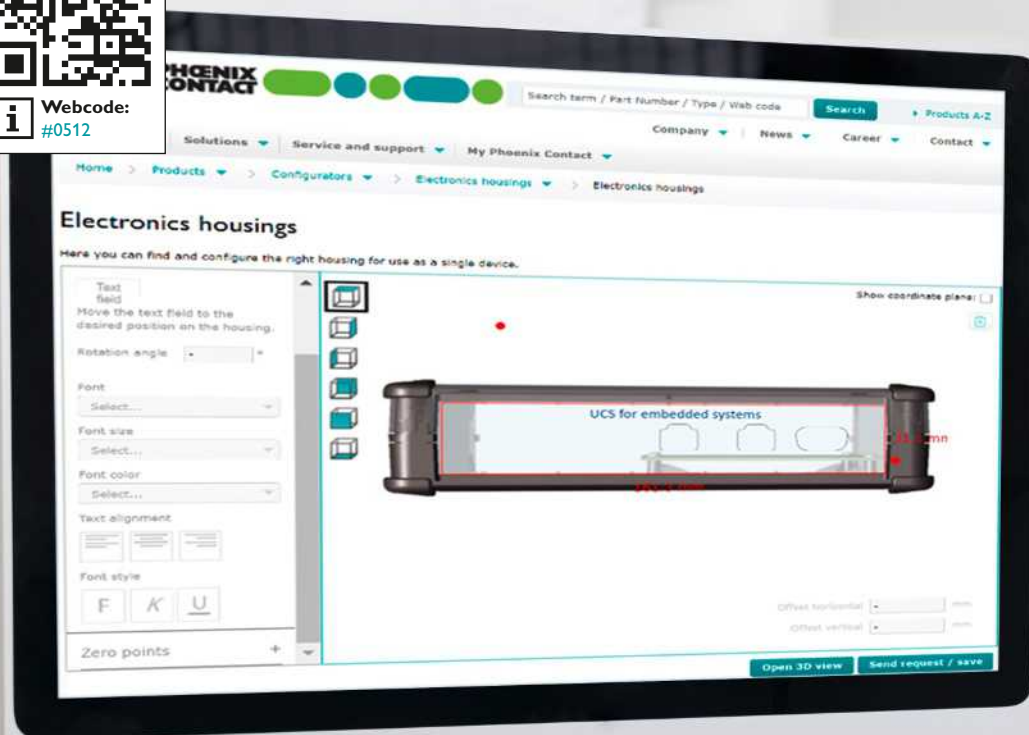 Webcode:
#0512
PHŒNIX
CONTACT
Search term / Part Number / Type / Web code
Search
Products A-Z
Company
News
Career
Contact
Solutions
Service and support
My Phoenix Contact
Home > Products > Configurators > Electronics housings > Electronics housings
Electronics housings
Here you can find and configure the right housing for use as a single device.
Text
field
Move the text field to the
desired position on the housing.
Rotation angle
°
Font
Select...
Font size
Select...
Font color
Select...
Text alignment
Font style
F K U
Zero points +
Show coordinate plane:
UCS for embedded systems
mm
Offset horizontal mm
Offset vertical mm
Open 3D view
Send request / save